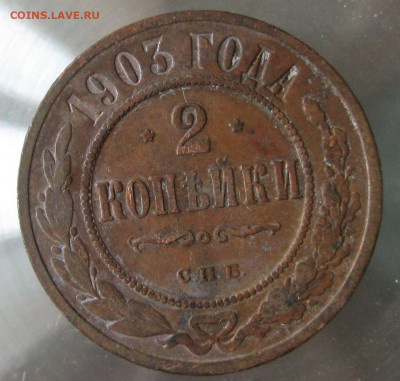 COINS.LAVE.RU
1903 ГОДА
2
КОПѢЙКИ
С.П.Б.